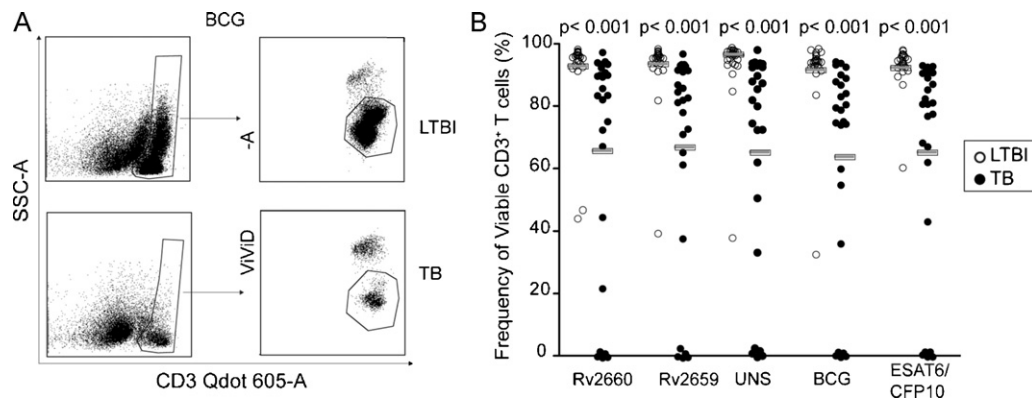 A
BCG
SSC-A
-A
ViViD
LTBI
TB
CD3 Qdot 605-A
B
p< 0.001 p< 0.001 p< 0.001 p< 0.001 p< 0.001
Frequency of Viable CD3⁺ T cells (%)
100
80
60
40
20
0
Rv2660 Rv2659 UNS BCG ESAT6/
CFP10
LTBI
TB